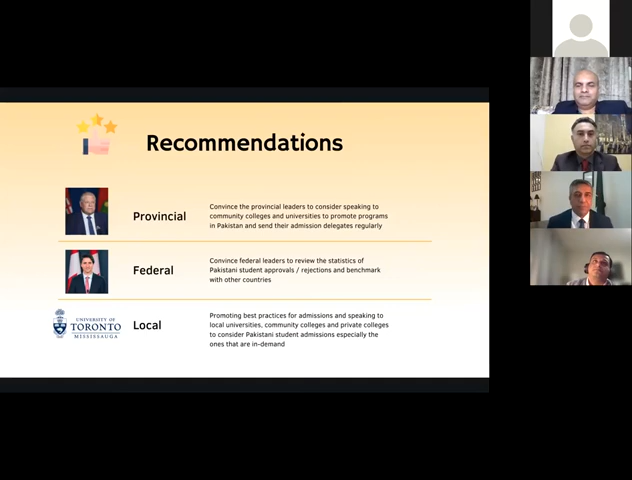 Recommendations
Provincial
Convince the provincial leaders to consider speaking to
community colleges and universities to promote programs
in Pakistan and send their admission delegates regularly
Federal
Convince federal leaders to review the statistics of
Pakistani student approvals / rejections and benchmark
with other countries
UNIVERSITY OF
TORONTO
MISSISSAUGA
Local
Promoting best practices for admissions and speaking to
local universities, community colleges and private colleges
to consider Pakistani student admissions especially the
ones that are in-demand